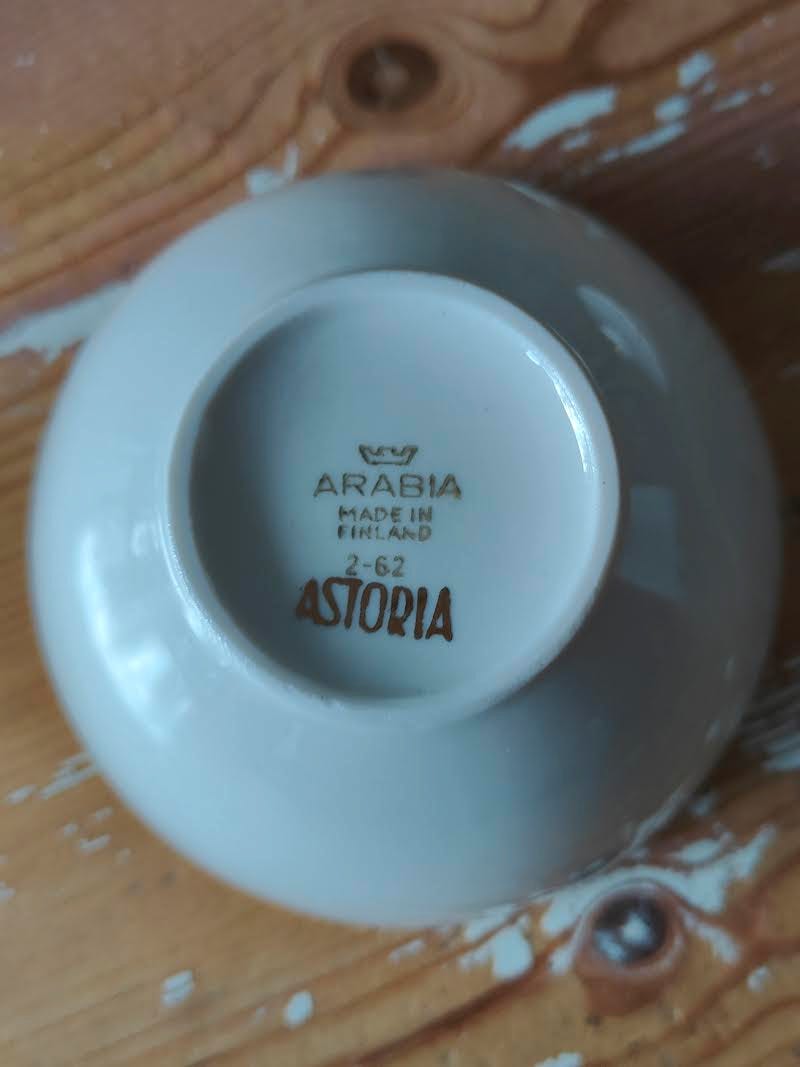 ARABIA
MADE IN
FINLAND
2-62
ASTORIA